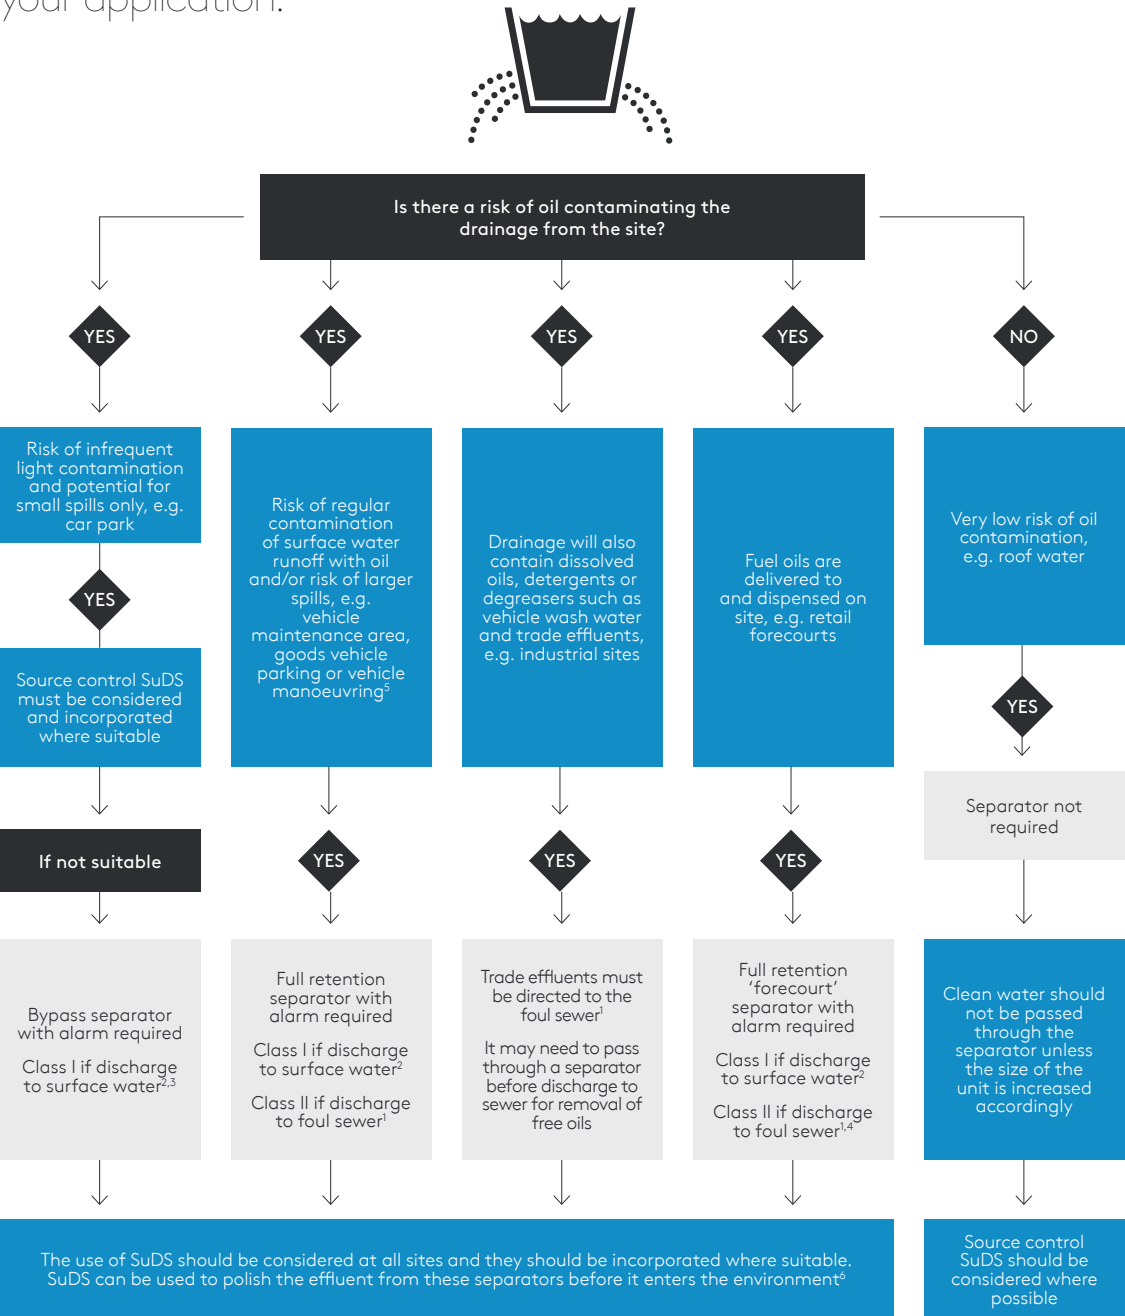 your application.
Is there a risk of oil contaminating the
drainage from the site?
YES
YES
YES
YES
NO
Risk of infrequent
light contamination
and potential for
small spills only, e.g.
car park
YES
Source control SuDS
must be considered
and incorporated
where suitable
If not suitable
Bypass separator
with alarm required
Class I if discharge
to surface water2,3
Risk of regular
contamination
of surface water
runoff with oil
and/or risk of larger
spills, e.g.
vehicle
maintenance area,
goods vehicle
parking or vehicle
manoeuvring5
YES
Full retention
separator with
alarm required
Class I if discharge
to surface water2
Class II if discharge
to foul sewer1
Drainage will also
contain dissolved
oils, detergents or
degreasers such as
vehicle wash water
and trade effluents,
e.g. industrial sites
YES
Trade effluents must
be directed to the
foul sewer1
It may need to pass
through a separator
before discharge to
sewer for removal of
free oils
Fuel oils are
delivered to
and dispensed on
site, e.g. retail
forecourts
YES
Full retention
‘forecourt’
separator with
alarm required
Class I if discharge
to surface water2
Class II if discharge
to foul sewer1,4
Very low risk of oil
contamination,
e.g. roof water
YES
Separator not
required
Clean water should
not be passed
through the
separator unless
the size of the
unit is increased
accordingly
The use of SuDS should be considered at all sites and they should be incorporated where suitable.
SuDS can be used to polish the effluent from these separators before it enters the environment6
Source control
SuDS should be
considered where
possible